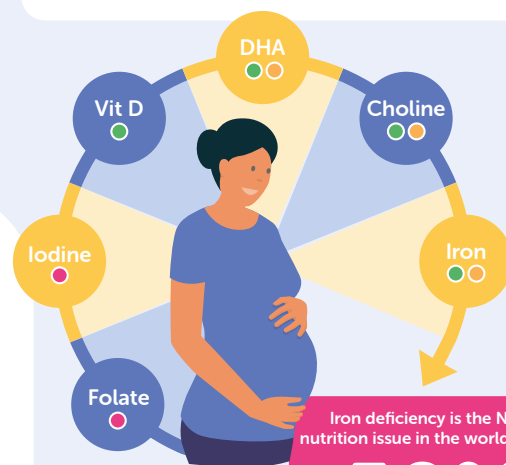 DHA
Vit D
Choline
Iodine
Iron
Folate
Iron deficiency is the
nutrition issue in the world